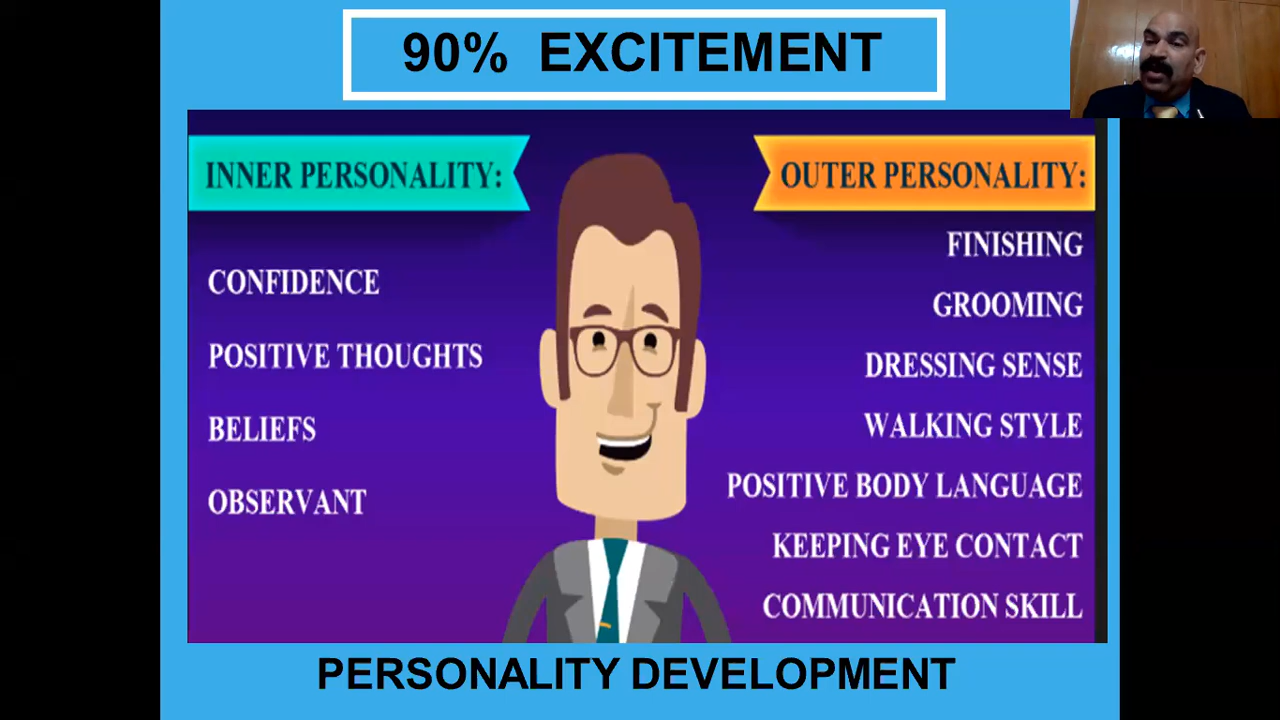 90% EXCITEMENT
INNER PERSONALITY:
CONFIDENCE
POSITIVE THOUGHTS
BELIEFS
OBSERVANT
OUTER PERSONALITY:
FINISHING
GROOMING
DRESSING SENSE
WALKING STYLE
POSITIVE BODY LANGUAGE
KEEPING EYE CONTACT
COMMUNICATION SKILL
PERSONALITY DEVELOPMENT